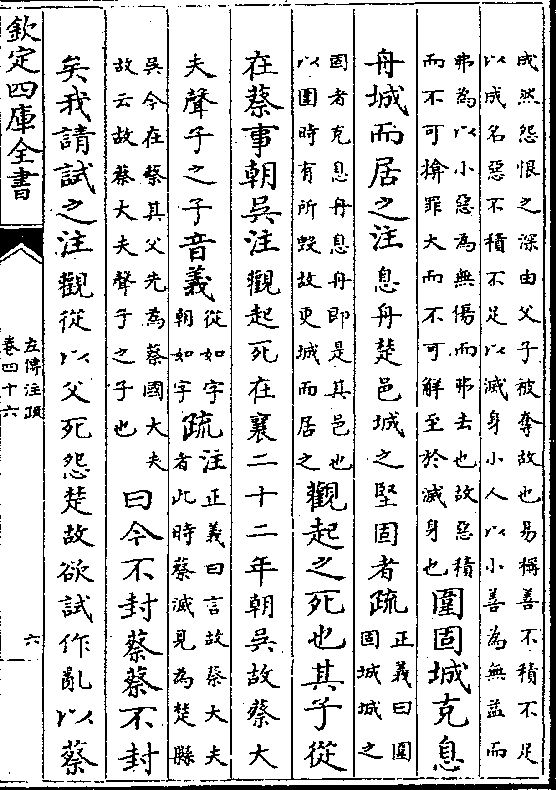 成然怨恨之深由父子被奪故也易稱善不積不足
以成名惡不積不足以滅身小人以小善為無益而
弗為以小惡為無傷而弗去也故惡積
而不可揜罪大而不可解至於滅身也圍固城克息
舟城而居之注息舟楚邑城之堅固者疏正義曰圍固城城之
固者克息舟息舟即是其邑也
以圍時有所毀故更城而居之觀起之死也其子從
在蔡事朝吳注觀起死在襄二十二年朝吳故蔡大
夫聲子之子音義從如字朝如字疏注正義曰言故蔡大夫者此時蔡滅見為楚縣
吳今在蔡其父先為蔡國大夫
故云故蔡大夫聲子之子也曰今不封蔡蔡不封
矣我請試之注觀從以父死怨楚故欲試作亂以蔡
欽定四庫全書
左傳注疏
卷四十六
六